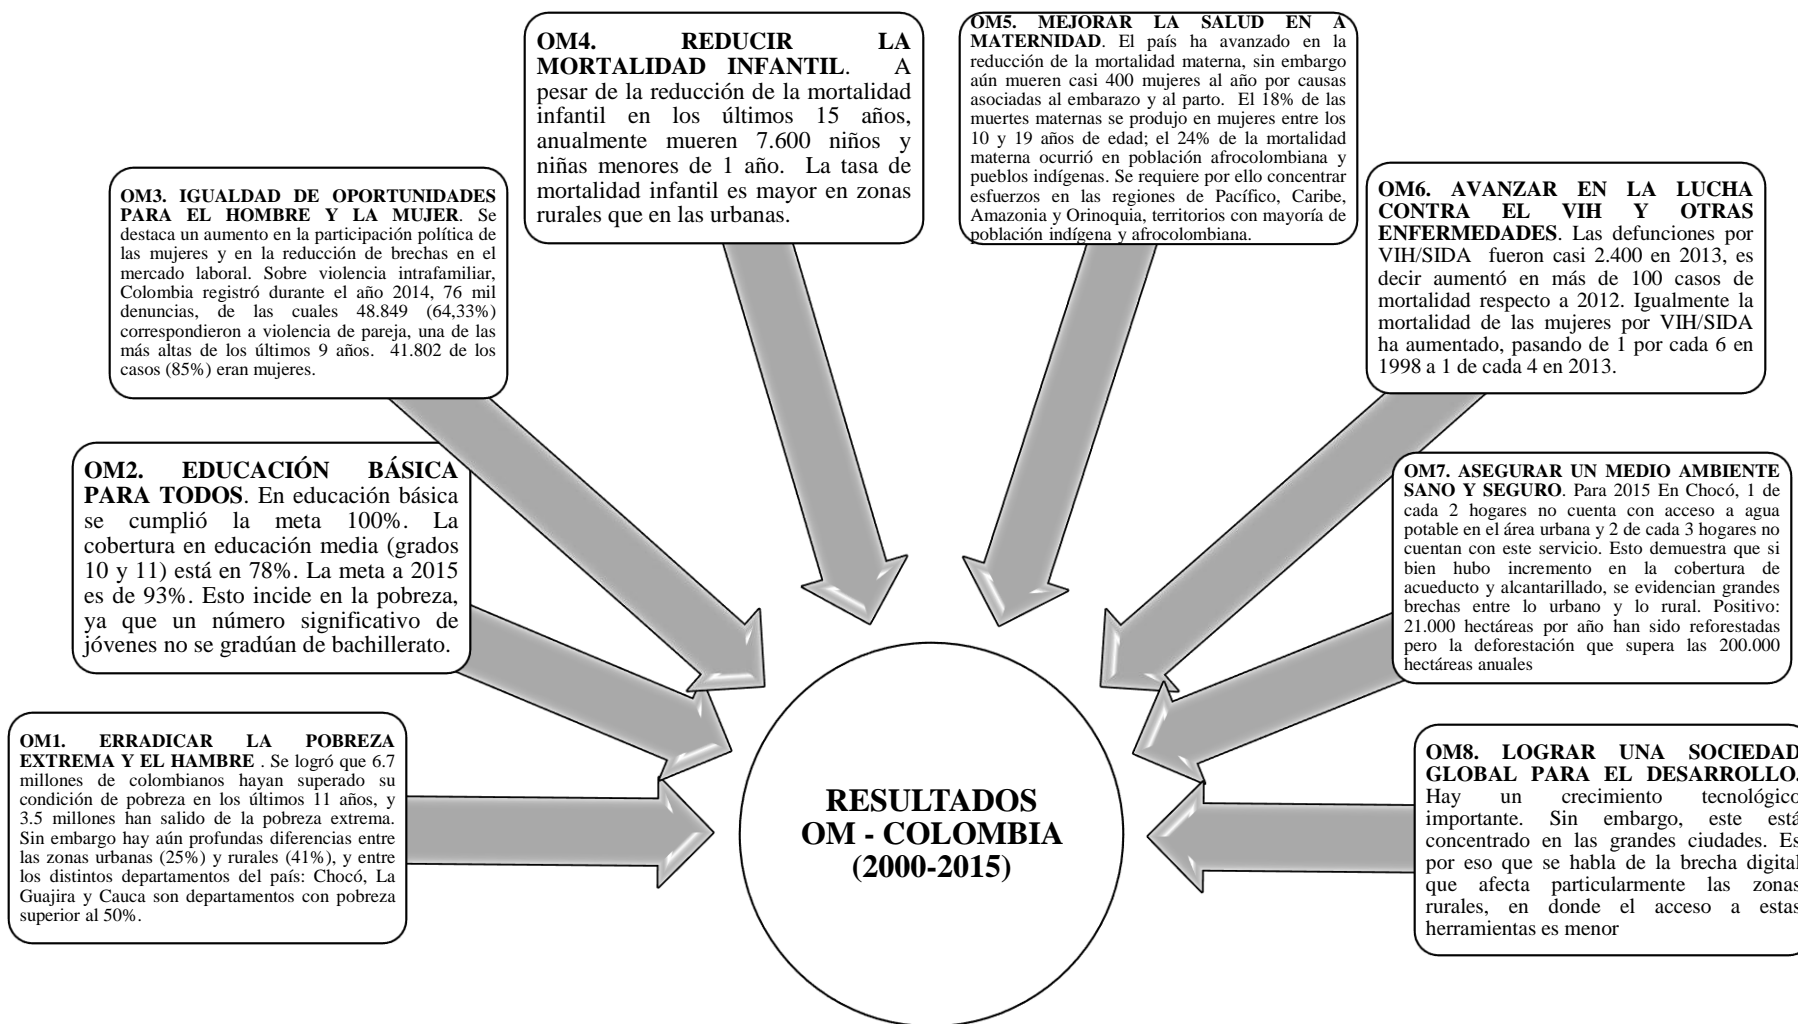 OM4. REDUCIR LA
MORTALIDAD INFANTIL. A
pesar de la reducción de la mortalidad
infantil en los últimos 15 años,
anualmente mueren 7.600 niños y
niñas menores de 1 año. La tasa de
mortalidad infantil es mayor en zonas
rurales que en las urbanas.
OM5. MEJORAR LA SALUD EN A
MATERNIDAD. El país ha avanzado en la
reducción de la mortalidad materna, sin embargo
aún mueren casi 400 mujeres al año por causas
asociadas al embarazo y al parto. El 18% de las
muertes maternas se produjo en mujeres entre los
10 y 19 años de edad; el 24% de la mortalidad
materna ocurrió en población afrocolombiana y
pueblos indígenas. Se requiere por ello concentrar
esfuerzos en las regiones de Pacífico, Caribe,
Amazonia y Orinoquia, territorios con mayoría de
población indígena y afrocolombiana.
OM3. IGUALDAD DE OPORTUNIDADES
PARA EL HOMBRE Y LA MUJER. Se
destaca un aumento en la participación política de
las mujeres y en la reducción de brechas en el
mercado laboral. Sobre violencia intrafamiliar,
Colombia registró durante el año 2014, 76 mil
denuncias, de las cuales 48.849 (64,33%)
correspondieron a violencia de pareja, una de las
más altas de los últimos 9 años. 41.802 de los
casos (85%) eran mujeres.
OM6. AVANZAR EN LA LUCHA
CONTRA EL VIH Y OTRAS
ENFERMEDADES. Las defunciones por
VIH/SIDA fueron casi 2.400 en 2013, es
decir aumentó en más de 100 casos de
mortalidad respecto a 2012. Igualmente la
mortalidad de las mujeres por VIH/SIDA
ha aumentado, pasando de 1 por cada 6 en
1998 a 1 de cada 4 en 2013.
OM2. EDUCACIÓN BÁSICA
PARA TODOS. En educación básica
se cumplió la meta 100%. La
cobertura en educación media (grados
10 y 11) está en 78%. La meta a 2015
es de 93%. Esto incide en la pobreza,
ya que un número significativo de
jóvenes no se gradúan de bachillerato.
OM7. ASEGURAR UN MEDIO AMBIENTE
SANO Y SEGURO. Para 2015 En Chocó, 1 de
cada 2 hogares no cuenta con acceso a agua
potable en el área urbana y 2 de cada 3 hogares no
cuentan con este servicio. Esto demuestra que si
bien hubo incremento en la cobertura de
acueducto y alcantarillado, se evidencian grandes
brechas entre lo urbano y lo rural. Positivo:
21.000 hectáreas por año han sido reforestadas
pero la deforestación que supera las 200.000
hectáreas anuales
OM1. ERRADICAR LA POBREZA
EXTREMA Y EL HAMBRE . Se logró que 6.7
millones de colombianos hayan superado su
condición de pobreza en los últimos 11 años, y
3.5 millones han salido de la pobreza extrema.
Sin embargo hay aún profundas diferencias entre
las zonas urbanas (25%) y rurales (41%), y entre
los distintos departamentos del país: Chocó, La
Guajira y Cauca son departamentos con pobreza
superior al 50%.
OM8. LOGRAR UNA SOCIEDAD
GLOBAL PARA EL DESARROLLO.
Hay un crecimiento tecnológico
importante. Sin embargo, este está
concentrado en las grandes ciudades. Es
por eso que se habla de la brecha digital
que afecta particularmente las zonas
rurales, en donde el acceso a estas
herramientas es menor
RESULTADOS
OM - COLOMBIA
(2000-2015)